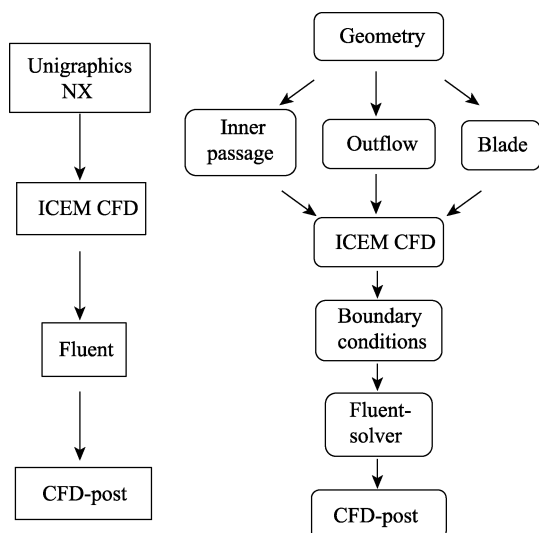 Unigraphics
NX
ICEM CFD
Fluent
CFD-post
Geometry
Inner
passage
Outflow
Blade
ICEM CFD
Boundary
conditions
Fluent-
solver
CFD-post